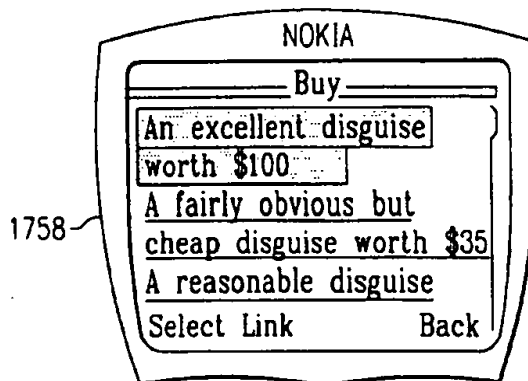 NOKIA
Buy
An excellent disguise
worth $100
A fairly obvious but
cheap disguise worth $35
A reasonable disguise
Select Link Back
1758